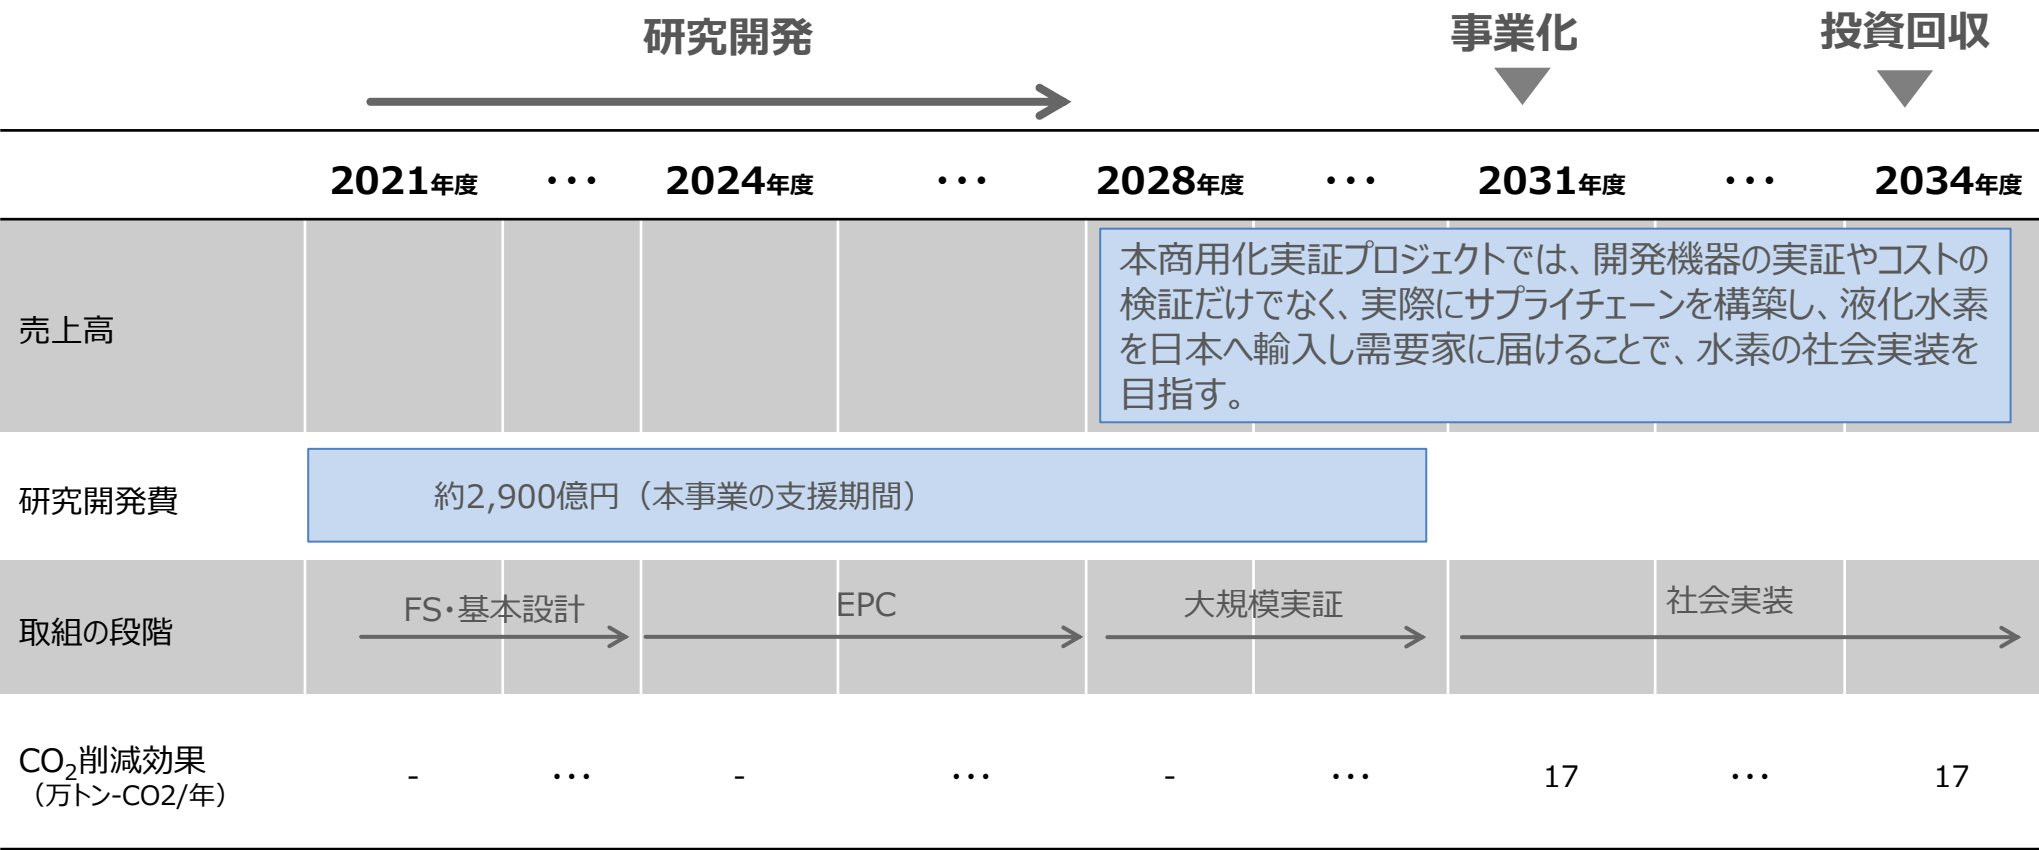 研究開発
事業化
投資回収
2021年度 ・・・ 2024年度 ・・・ 2028年度 ・・・ 2031年度 ・・・ 2034年度
売上高
本商用化実証プロジェクトでは、開発機器の実証やコストの
検証だけでなく、実際にサプライチェーンを構築し、液化水素
を日本へ輸入し需要家に届けることで、水素の社会実装を
目指す。
研究開発費
約2,900億円（本事業の支援期間）
取組の段階
FS・基本設計 EPC 大規模実証 社会実装
CO2削減効果
（万トン-CO2/年）
- ・・・ - ・・・ - ・・・ 17 ・・・ 17